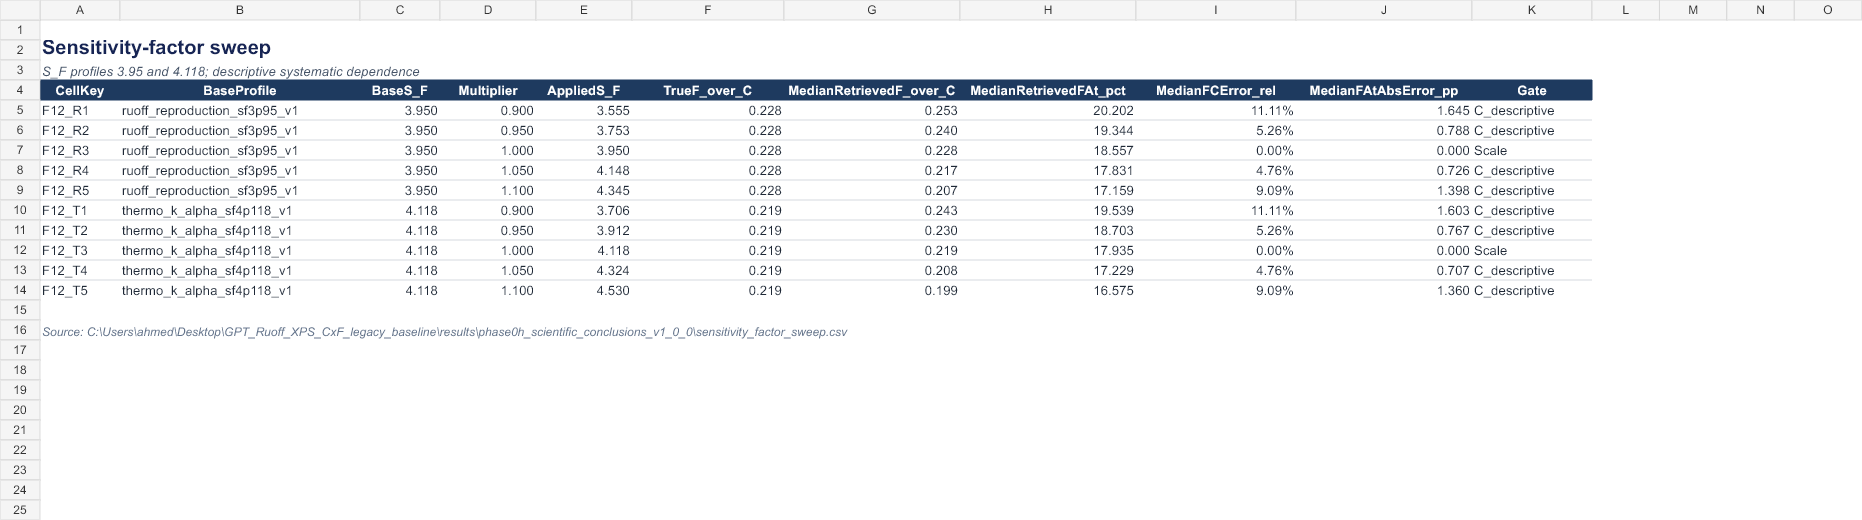 A B C D E F G H I J K L M N O
1
2 Sensitivity-factor sweep
3 S_F profiles 3.95 and 4.118; descriptive systematic dependence
4 CellKey BaseProfile BaseS_F Multiplier AppliedS_F TrueF_over_C MedianRetrievedF_over_C MedianRetrievedFAt_pct MedianFCError_rel MedianFAtAbsError_pp Gate
5 F12_R1 ruoff_reproduction_sf3p95_v1 3.950 0.900 3.555 0.228 0.253 20.202 11.11% 1.645 C_descriptive
6 F12_R2 ruoff_reproduction_sf3p95_v1 3.950 0.950 3.753 0.228 0.240 19.344 5.26% 0.788 C_descriptive
7 F12_R3 ruoff_reproduction_sf3p95_v1 3.950 1.000 3.950 0.228 0.228 18.557 0.00% 0.000 Scale
8 F12_R4 ruoff_reproduction_sf3p95_v1 3.950 1.050 4.148 0.228 0.217 17.831 4.76% 0.726 C_descriptive
9 F12_R5 ruoff_reproduction_sf3p95_v1 3.950 1.100 4.345 0.228 0.207 17.159 9.09% 1.398 C_descriptive
10 F12_T1 thermo_k_alpha_sf4p118_v1 4.118 0.900 3.706 0.219 0.243 19.539 11.11% 1.603 C_descriptive
11 F12_T2 thermo_k_alpha_sf4p118_v1 4.118 0.950 3.912 0.219 0.230 18.703 5.26% 0.767 C_descriptive
12 F12_T3 thermo_k_alpha_sf4p118_v1 4.118 1.000 4.118 0.219 0.219 17.935 0.00% 0.000 Scale
13 F12_T4 thermo_k_alpha_sf4p118_v1 4.118 1.050 4.324 0.219 0.208 17.229 4.76% 0.707 C_descriptive
14 F12_T5 thermo_k_alpha_sf4p118_v1 4.118 1.100 4.530 0.219 0.199 16.575 9.09% 1.360 C_descriptive
15
16 Source: C:\Users\ahmed\Desktop\GPT_Ruoff_XPS_CxF_legacy_baseline\results\phase0h_scientific_conclusions_v1_0_0\sensitivity_factor_sweep.csv
17
18
19
20
21
22
23
24
25